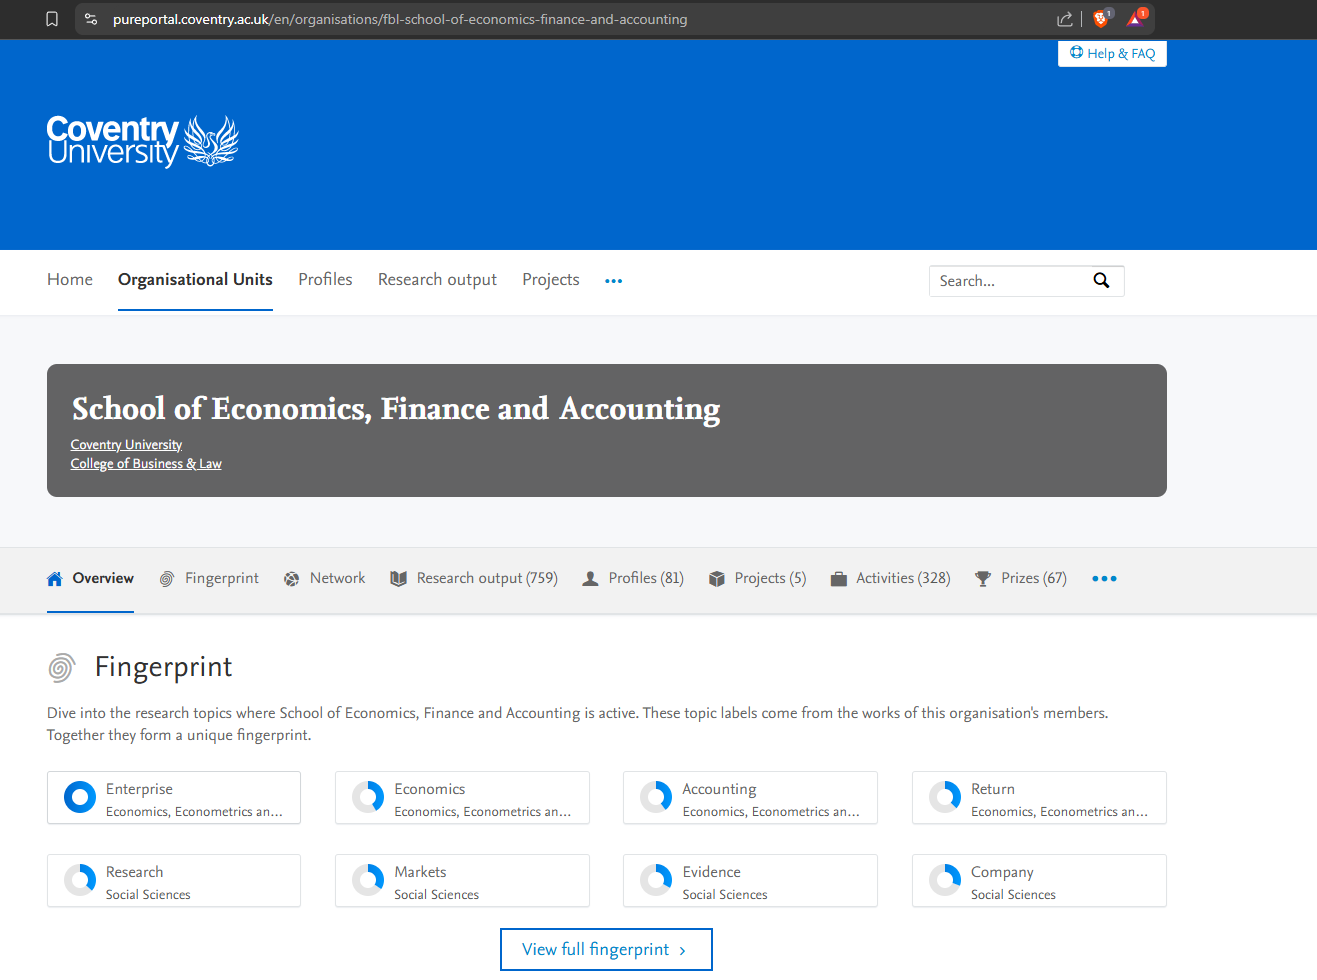 pureportal.coventry.ac.uk/en/organisations/fbl-school-of-economics-finance-and-accounting
1
1
Help & FAQ
Coventry
University
Home Organisational Units Profiles Research output Projects
Search...
School of Economics, Finance and Accounting
Coventry University
College of Business & Law
Overview Fingerprint Network Research output (759) Profiles (81) Projects (5) Activities (328) Prizes (67)
Fingerprint
Dive into the research topics where School of Economics, Finance and Accounting is active. These topic labels come from the works of this organisation's members.
Together they form a unique fingerprint.
Enterprise Economics Accounting Return
Economics, Econometrics an... Economics, Econometrics an... Economics, Econometrics an... Economics, Econometrics an...
Research Markets Evidence Company
Social Sciences Social Sciences Social Sciences Social Sciences
View full fingerprint ›